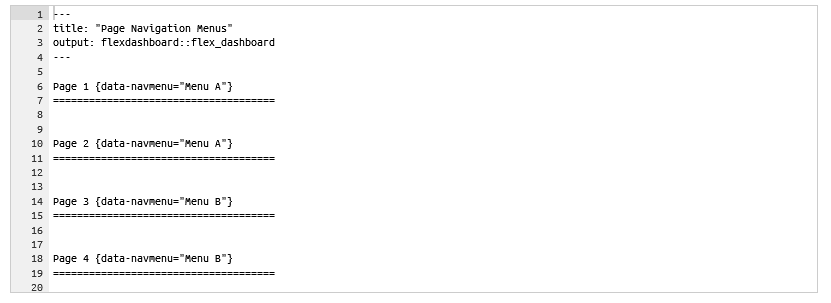 1 ---
2 title: "Page Navigation Menus"
3 output: flexdashboard::flex_dashboard
4 ---
5
6 Page 1 {data-navmenu="Menu A"}
7 =====================================
8
9
10 Page 2 {data-navmenu="Menu A"}
11 =====================================
12
13
14 Page 3 {data-navmenu="Menu B"}
15 =====================================
16
17
18 Page 4 {data-navmenu="Menu B"}
19 =====================================
20